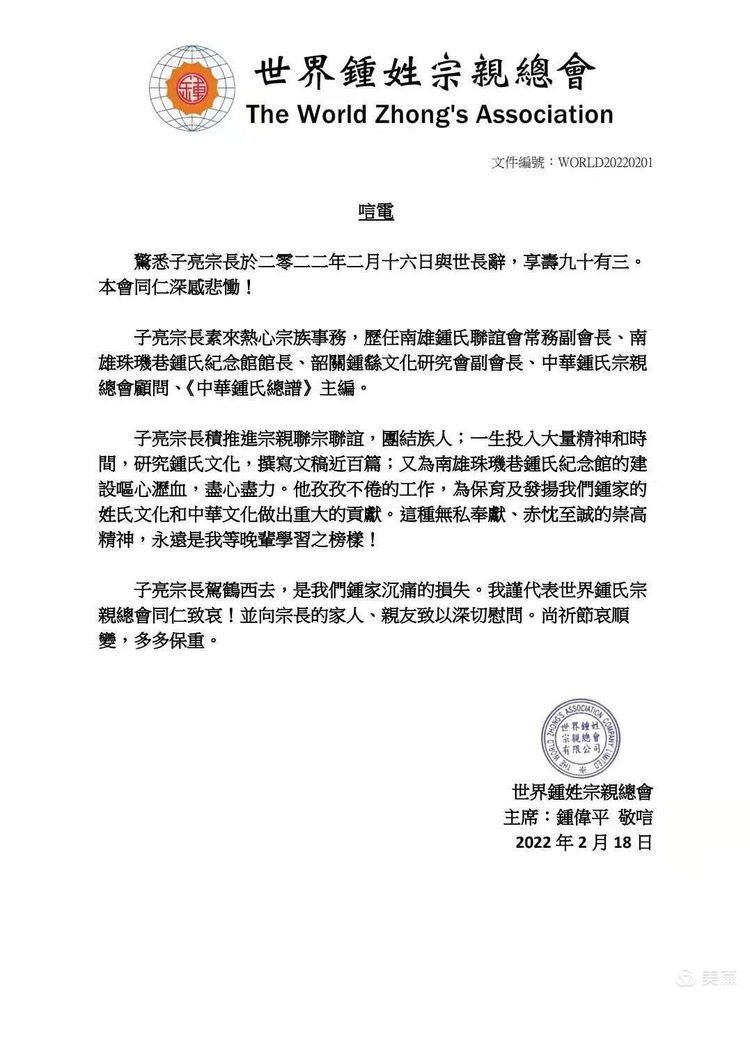 世界鍾姓宗親總會
The World Zhong's Association
文件編號：WORLD20220201
唁電
驚悉子亮宗長於二零二二年二月十六日與世長辭，享壽九十有三。
本會同仁深感悲慟！
子亮宗長素來熱心宗族事務，歷任南雄鍾氏聯誼會常務副會長、南
雄珠璣巷鍾氏紀念館館長、韶關鍾繇文化研究會副會長、中華鍾氏宗親
總會顧問、《中華鍾氏總譜》主編。
子亮宗長積推進宗親聯宗聯誼，團結族人；一生投入大量精神和時
間，研究鍾氏文化，撰寫文稿近百篇；又為南雄珠璣巷鍾氏紀念館的建
設嘔心瀝血，盡心盡力。他孜孜不倦的工作，為保育及發揚我們鍾家的
姓氏文化和中華文化做出重大的貢獻。這種無私奉獻、赤忱至誠的崇高
精神，永遠是我等晚輩學習之榜樣！
子亮宗長駕鶴西去，是我們鍾家沉痛的損失。我謹代表世界鍾氏宗
親總會同仁致哀！並向宗長的家人、親友致以深切慰問。尚祈節哀順
變，多多保重。
THE WORLD ZHONG'S ASSOCIATION COMPANY LIMITED
世界鍾姓
宗親總會
有限公司
世界鍾姓宗親總會
主席：鍾偉平 敬唁
2022 年 2 月 18 日
美篇